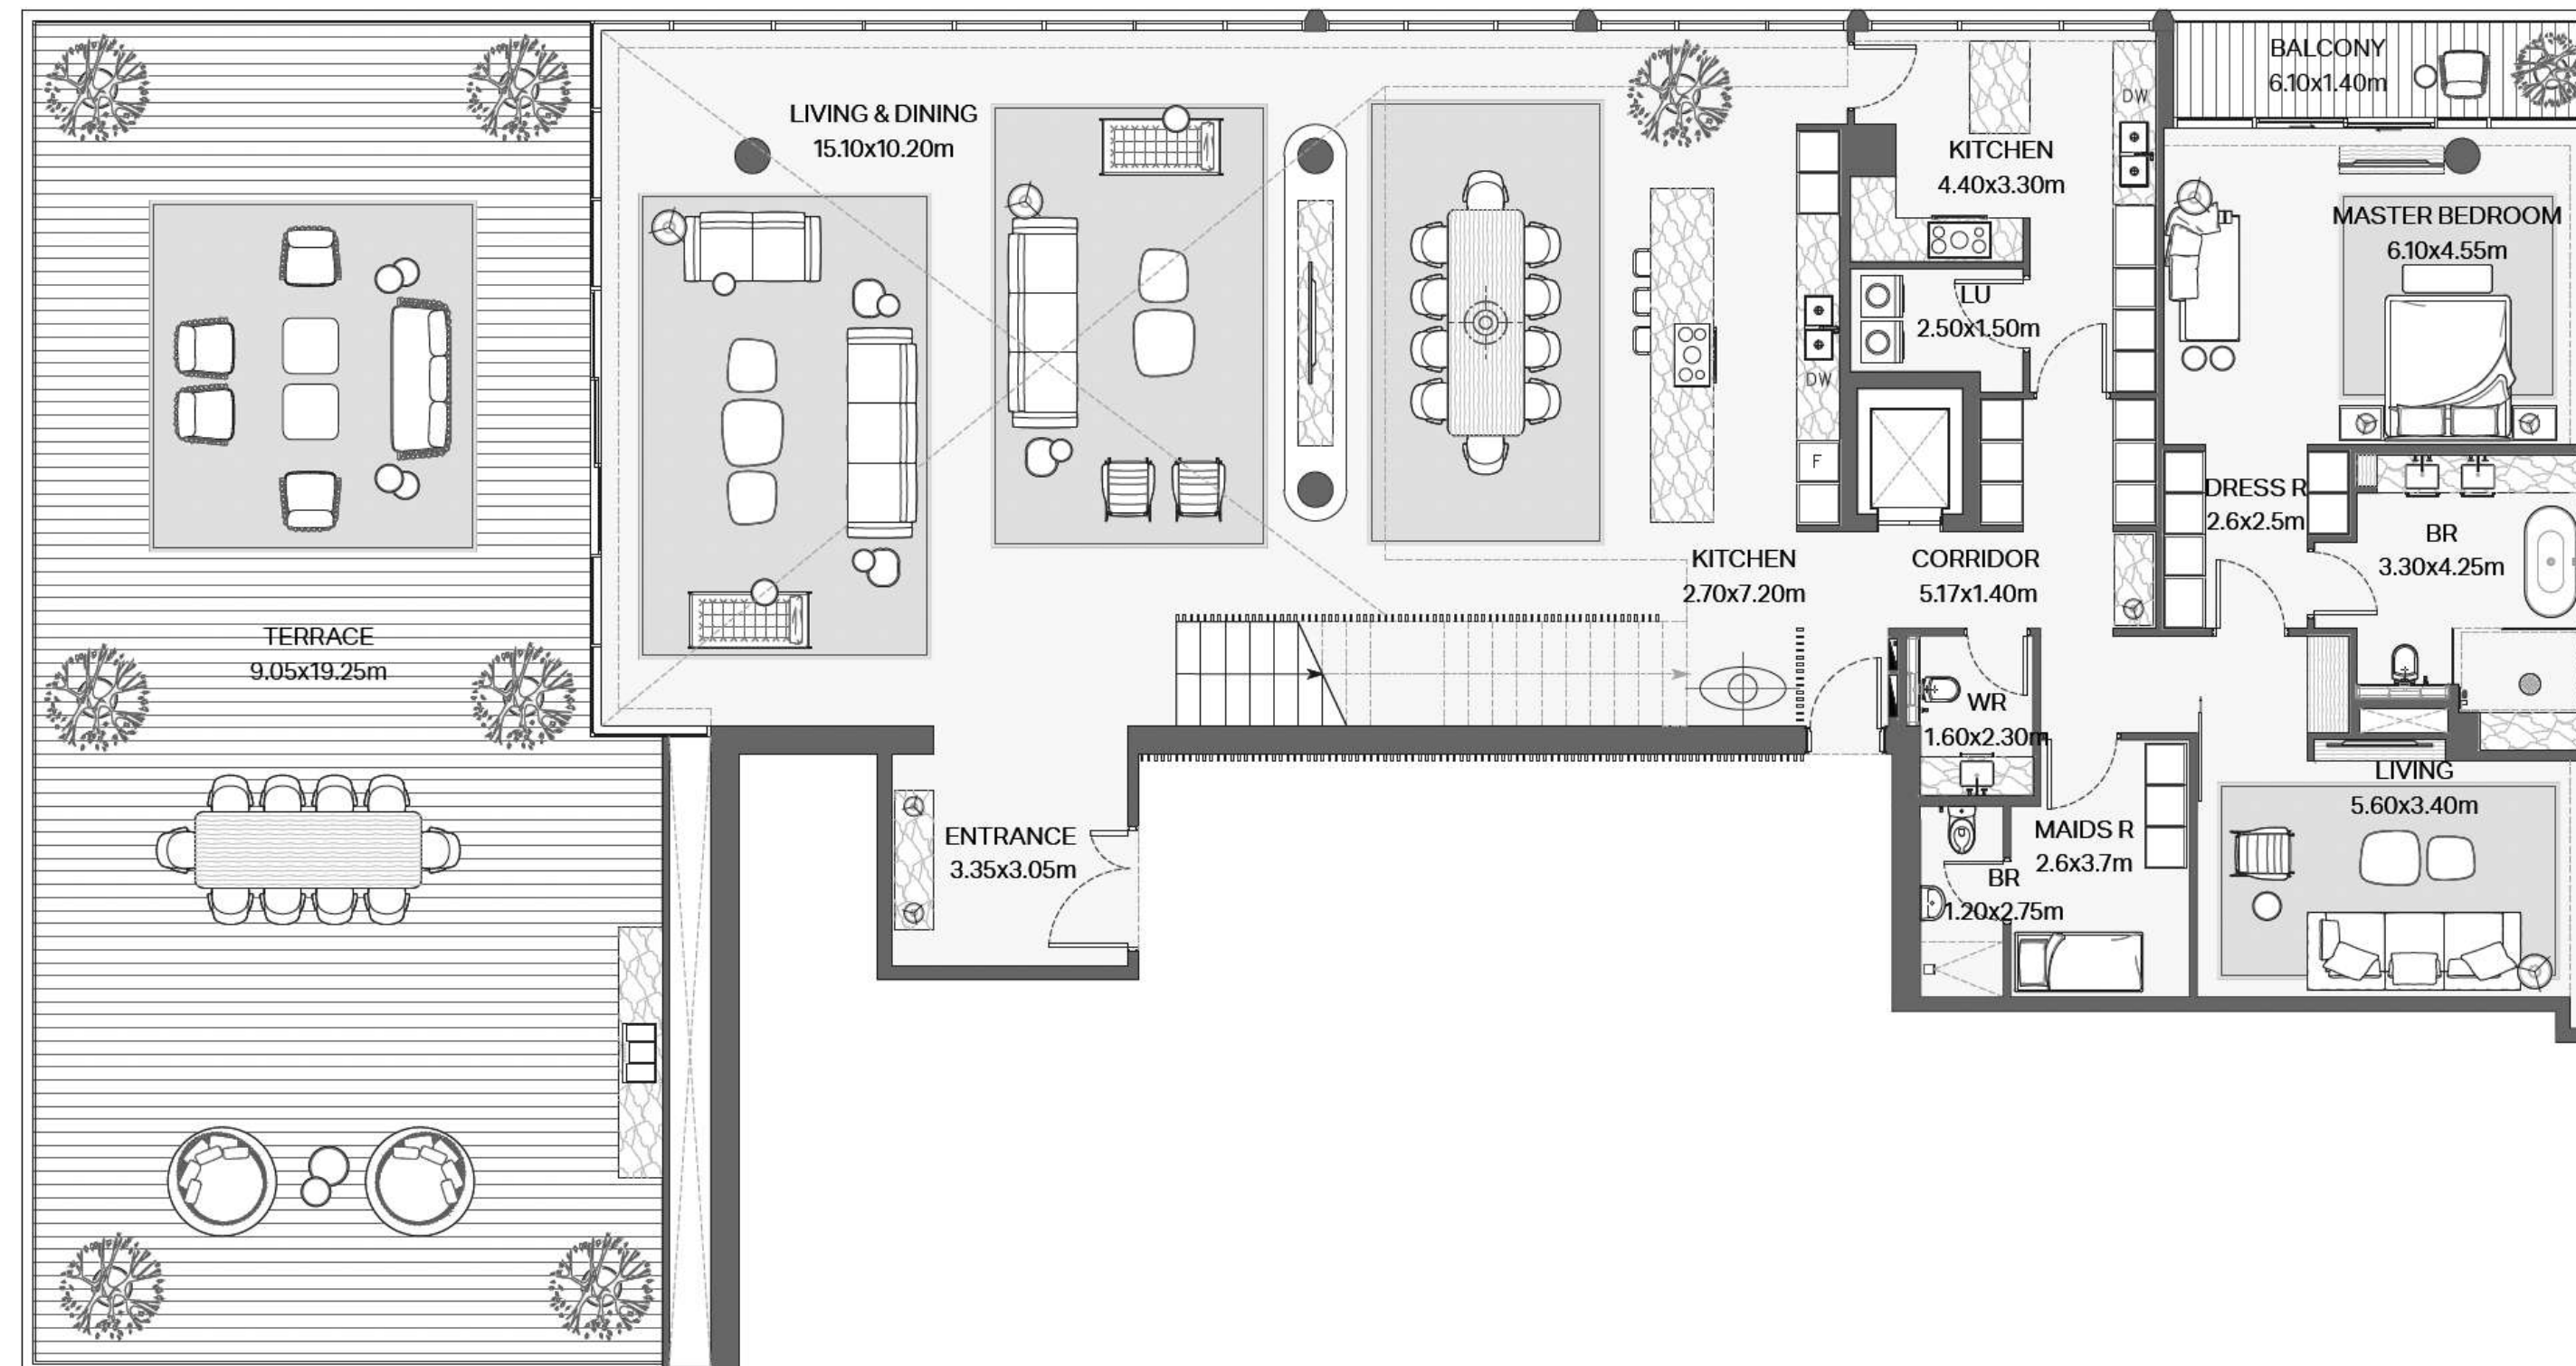 BALCONY
6.10x1.40m
LIVING & DINING
15.10x10.20m
DW
KITCHEN
4.40x3.30m
MASTER BEDROOM
6.10x4.55m
LU
2.50x1.50m
DW
F
DRESS R
2.6x2.5m
BR
3.30x4.25m
KITCHEN
2.70x7.20m
CORRIDOR
5.17x1.40m
TERRACE
9.05x19.25m
WR
1.60x2.30m
LIVING
5.60x3.40m
ENTRANCE
3.35x3.05m
MAIDS R
2.6x3.7m
BR
1.20x2.75m